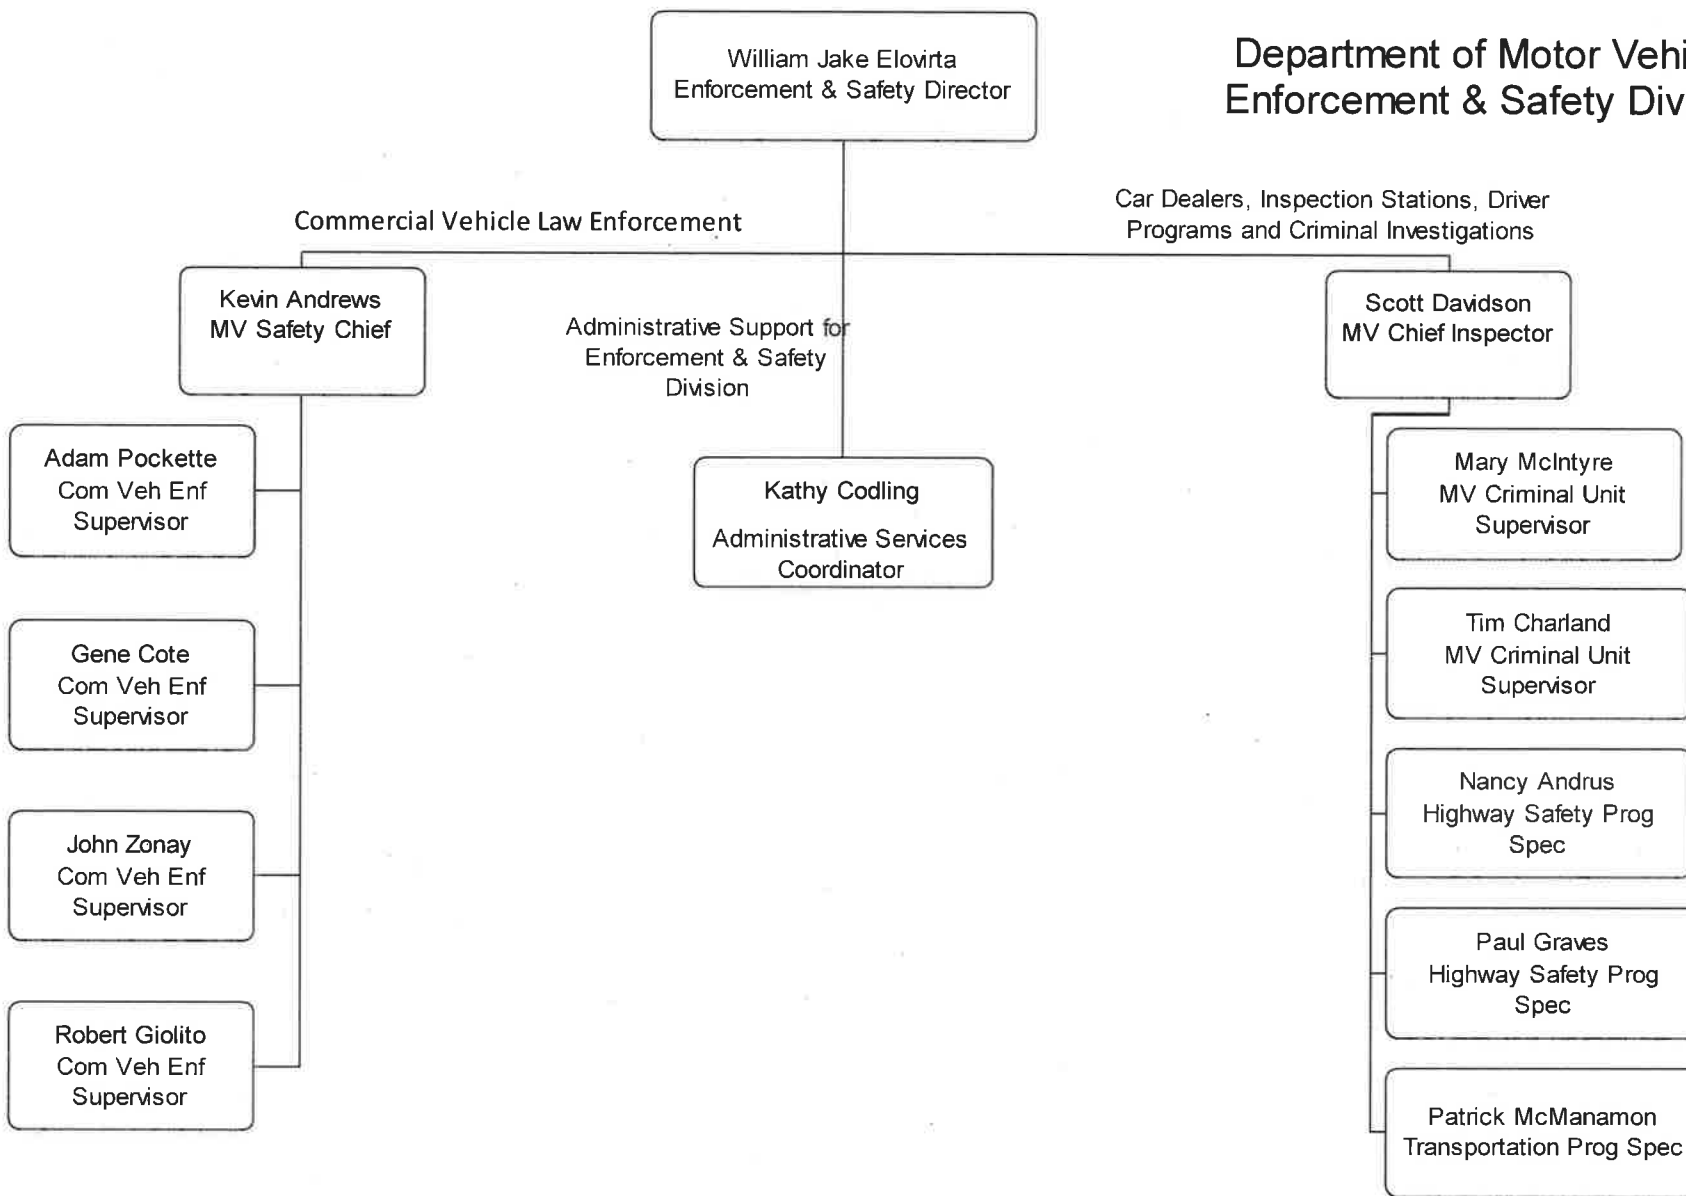 William Jake Elovirta
Enforcement & Safety Director
Department of Motor Vehi
Enforcement & Safety Div
Commercial Vehicle Law Enforcement
Car Dealers, Inspection Stations, Driver
Programs and Criminal Investigations
Kevin Andrews
MV Safety Chief
Administrative Support for
Enforcement & Safety
Division
Scott Davidson
MV Chief Inspector
Adam Pockette
Com Veh Enf
Supervisor
Kathy Codling
Administrative Services
Coordinator
Mary McIntyre
MV Criminal Unit
Supervisor
Gene Cote
Com Veh Enf
Supervisor
Tim Charland
MV Criminal Unit
Supervisor
John Zonay
Com Veh Enf
Supervisor
Nancy Andrus
Highway Safety Prog
Spec
Robert Giolito
Com Veh Enf
Supervisor
Paul Graves
Highway Safety Prog
Spec
Patrick McManamon
Transportation Prog Spec